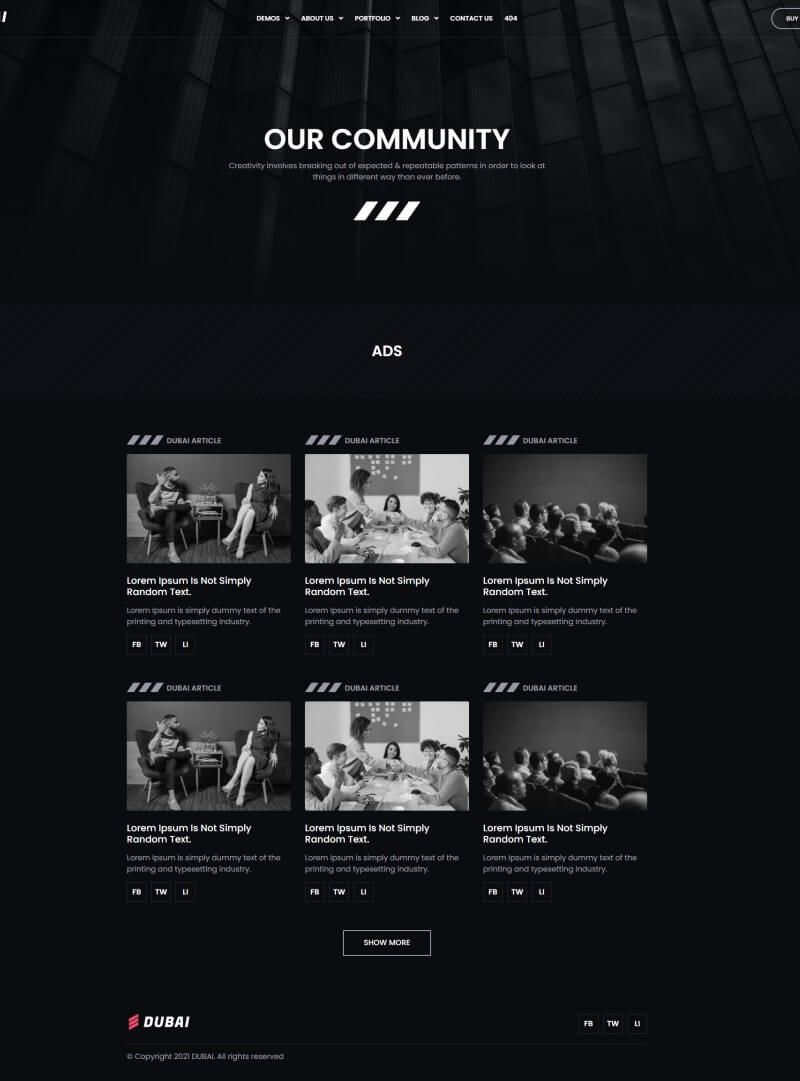 DEMOS ABOUT US PORTFOLIO BLOG CONTACT US 404 BUY
OUR COMMUNITY
Creativity involves breaking out of expected & repeatable patterns in order to look at
things in different way than ever before.
ADS
DUBAI ARTICLE DUBAI ARTICLE DUBAI ARTICLE
Lorem Ipsum Is Not Simply
Random Text.
Lorem Ipsum is simply dummy text of the
printing and typesetting industry.
FB TW LI
Lorem Ipsum Is Not Simply
Random Text.
Lorem Ipsum is simply dummy text of the
printing and typesetting industry.
FB TW LI
Lorem Ipsum Is Not Simply
Random Text.
Lorem Ipsum is simply dummy text of the
printing and typesetting industry.
FB TW LI
DUBAI ARTICLE DUBAI ARTICLE DUBAI ARTICLE
Lorem Ipsum Is Not Simply
Random Text.
Lorem Ipsum is simply dummy text of the
printing and typesetting industry.
FB TW LI
Lorem Ipsum Is Not Simply
Random Text.
Lorem Ipsum is simply dummy text of the
printing and typesetting industry.
FB TW LI
Lorem Ipsum Is Not Simply
Random Text.
Lorem Ipsum is simply dummy text of the
printing and typesetting industry.
FB TW LI
SHOW MORE
DUBAI FB TW LI
© Copyright 2021 DUBAI. All rights reserved